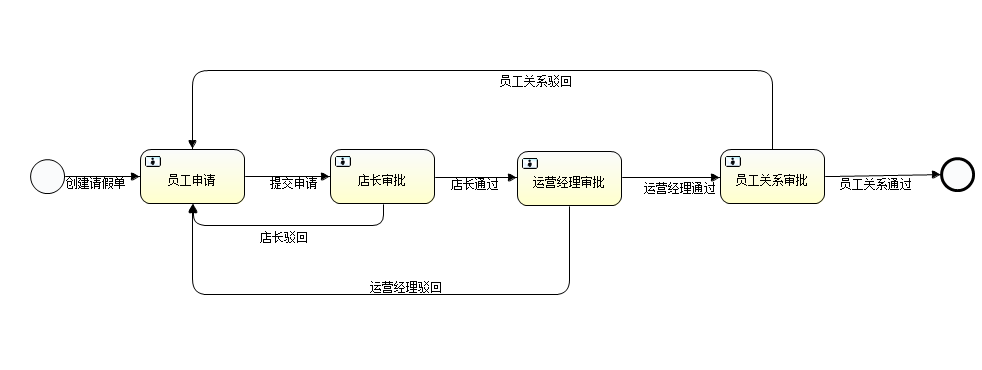 员工关系驳回
创建请假单
员工申请
提交申请
店长审批
店长通过
运营经理审批
运营经理通过
员工关系审批
员工关系通过
店长驳回
运营经理驳回